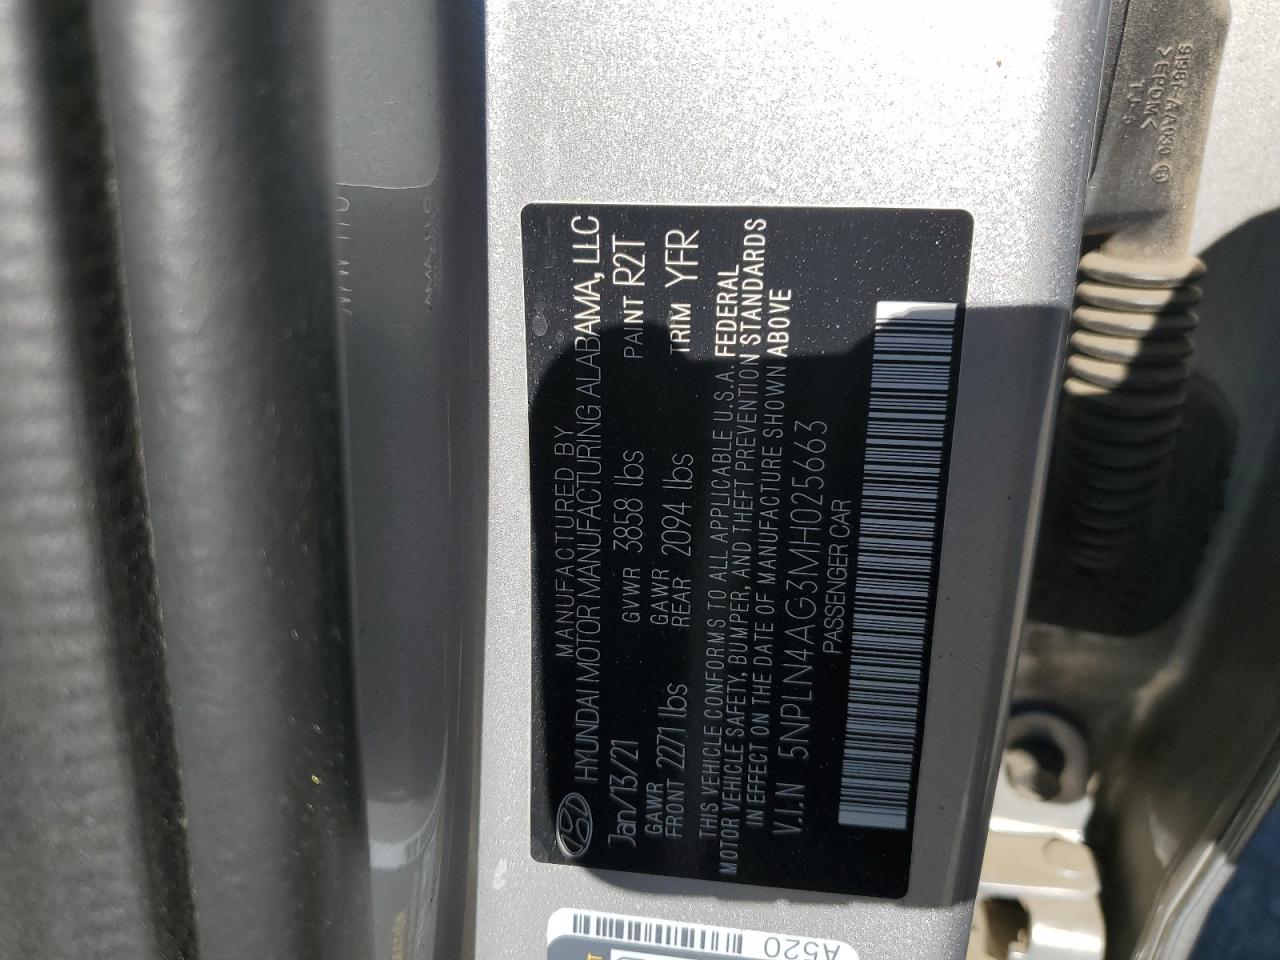 MANUFACTURED BY
HYUNDAI MOTOR MANUFACTURING ALABAMA, LLC
Jan/13/21 GVWR 3858 lbs PAINT R2T
GAWR FRONT 2271 lbs GAWR REAR 2094 lbs TRIM YFR
THIS VEHICLE CONFORMS TO ALL APPLICABLE U.S.A. FEDERAL
MOTOR VEHICLE SAFETY, BUMPER, AND THEFT PREVENTION STANDARDS
IN EFFECT ON THE DATE OF MANUFACTURE SHOWN ABOVE
V.I.N 5NPLN4AG3MH025663
PASSENGER CAR
A520
>EPDM<